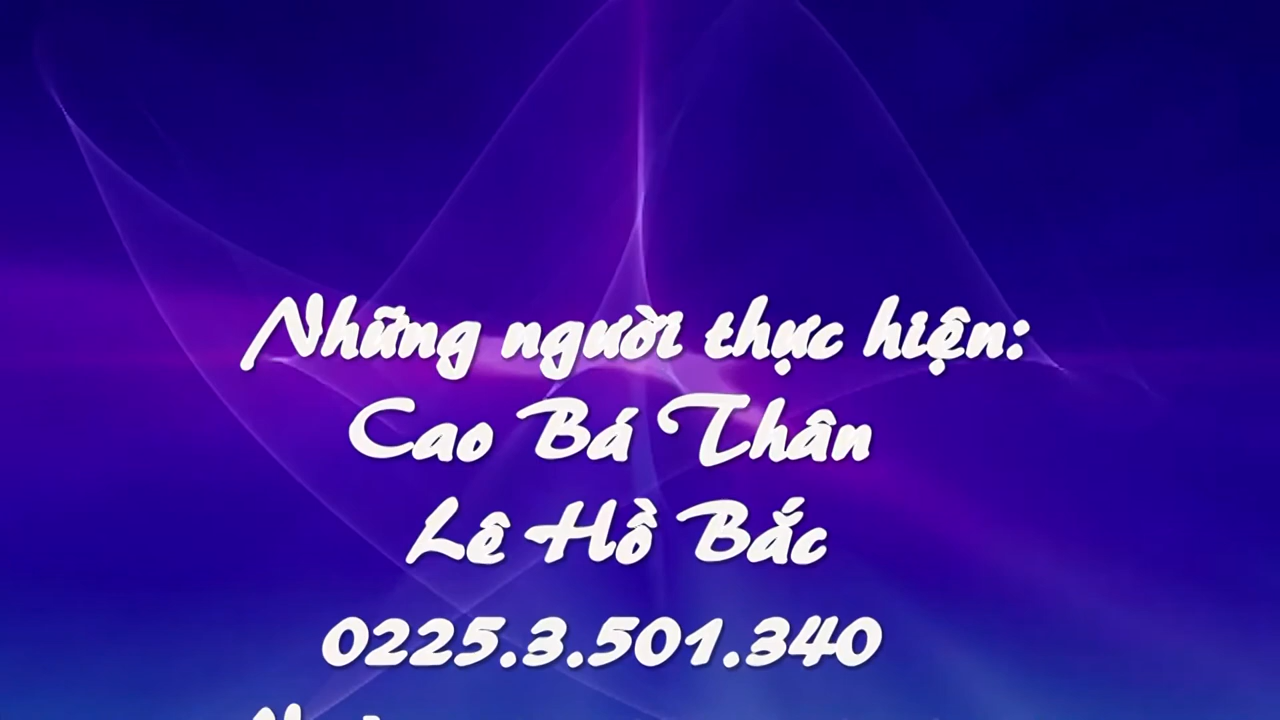 Những người thực hiện:
Cao Bá Thân
Lê Hồ Bắc
0225.3.501.340